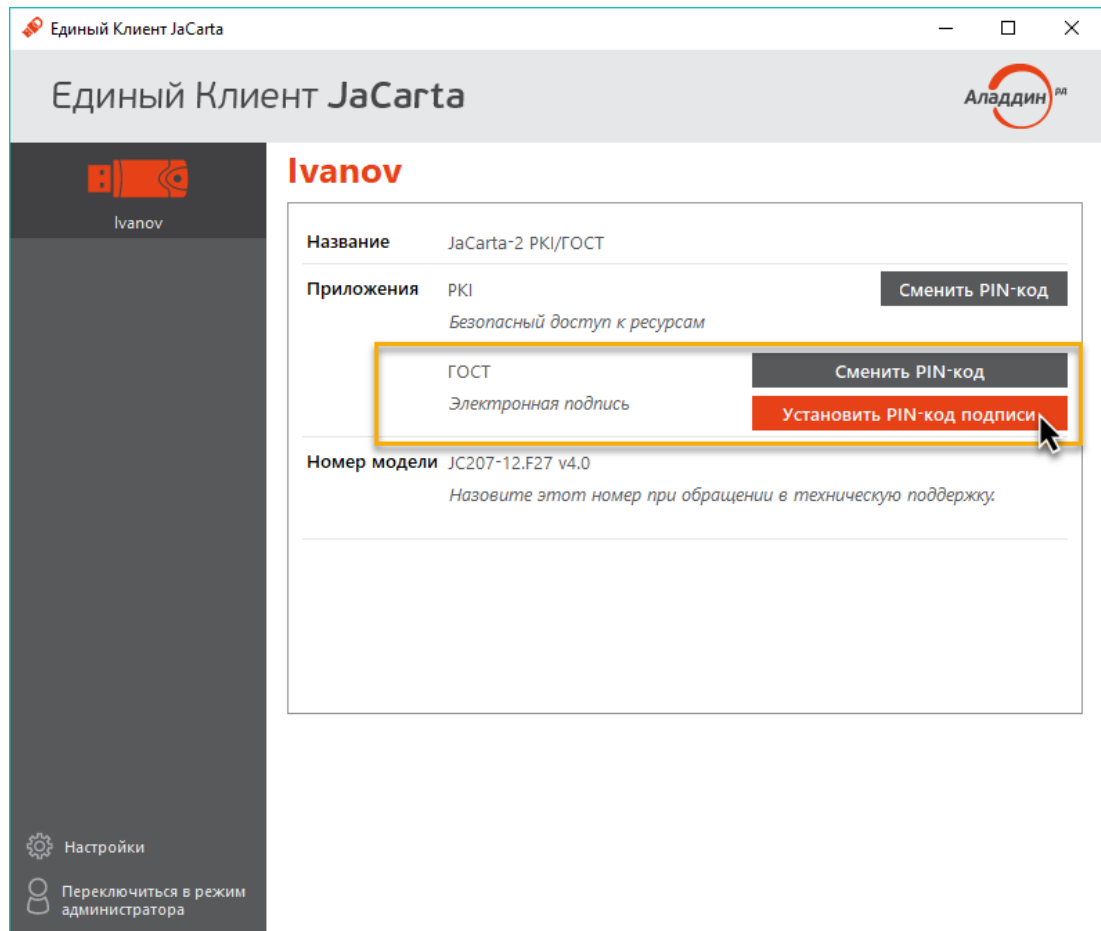 Единый Клиент JaCarta
Единый Клиент JaCarta
Аладдин РД
Ivanov
Ivanov
Название JaCarta-2 PKI/ГОСТ
Приложения PKI Сменить PIN-код
Безопасный доступ к ресурсам
ГОСТ Сменить PIN-код
Электронная подпись Установить PIN-код подписи
Номер модели JC207-12.F27 v4.0
Назовите этот номер при обращении в техническую поддержку.
Настройки
Переключиться в режим
администратора